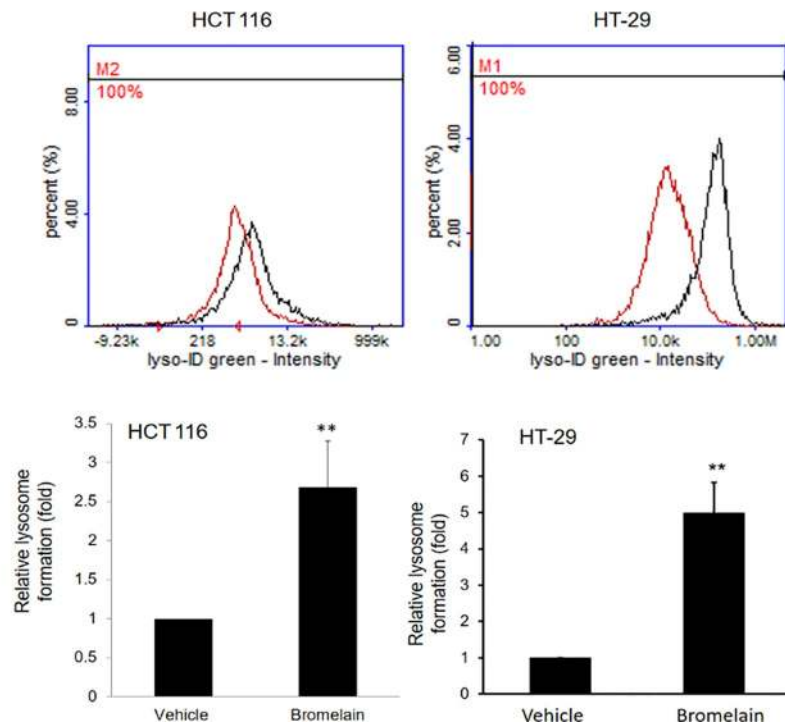 HCT 116
HT-29
M2
100%
8.00
4.00
0
percent (%)
-9.23k 218 13.2k 999k
lyso-ID green - Intensity
M1
100%
6.00
4.00
2.00
0
percent (%)
1.00 100 10.0k 1.00M
lyso-ID green - Intensity
HCT 116
**
3.5
3
2.5
2
1.5
1
0.5
0
Relative lysosome
formation (fold)
Vehicle Bromelain
HT-29
**
7
6
5
4
3
2
1
0
Relative lysosome
formation (fold)
Vehicle Bromelain